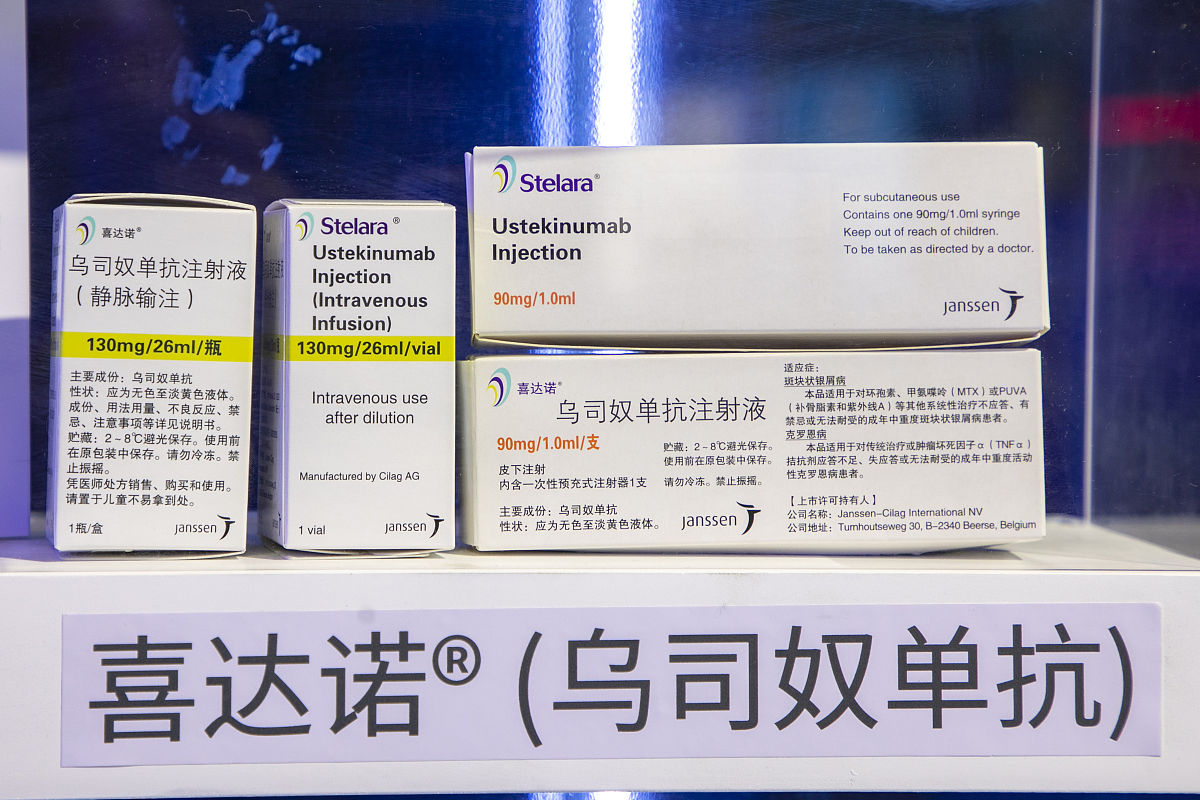 喜达诺®
乌司奴单抗注射液
（静脉输注）
130mg/26ml/瓶
主要成份：乌司奴单抗
性状：应为无色至淡黄色液体。
成份、用法用量、不良反应、禁
忌、注意事项等详见说明书。
贮藏：2~8℃避光保存。使用前
在原包装中保存。请勿冷冻。禁
止振摇。
凭医师处方销售、购买和使用。
请置于儿童不易拿到处。
1瓶/盒
janssen
Stelara®
Ustekinumab
Injection
(Intravenous
Infusion)
130mg/26ml/vial
Intravenous use
after dilution
Manufactured by Cilag AG
1 vial
janssen
Stelara®
Ustekinumab
Injection
90mg/1.0ml
For subcutaneous use
Contains one 90mg/1.0ml syringe
Keep out of reach of children.
To be taken as directed by a doctor.
janssen
喜达诺®
乌司奴单抗注射液
90mg/1.0ml/支
皮下注射
内含一次性预充式注射器1支
主要成份：乌司奴单抗
性状：应为无色至淡黄色液体。
贮藏：2~8℃避光保存。
使用前在原包装中保存。
请勿冷冻。禁止振摇。
janssen
适应症：
斑块状银屑病
本品适用于对环孢素、甲氨喋呤（MTX）或PUVA
（补骨脂素和紫外线A）等其他系统性治疗不应答、有
禁忌或无法耐受的成年中重度斑块状银屑病患者。
克罗恩病
本品适用于对传统治疗或肿瘤坏死因子α（TNFα）
拮抗剂应答不足、失应答或无法耐受的成年中重度活动
性克罗恩病患者。
【上市许可持有人】
公司名称：Janssen-Cilag International NV
公司地址：Turnhoutseweg 30, B-2340 Beerse, Belgium
喜达诺®（乌司奴单抗）